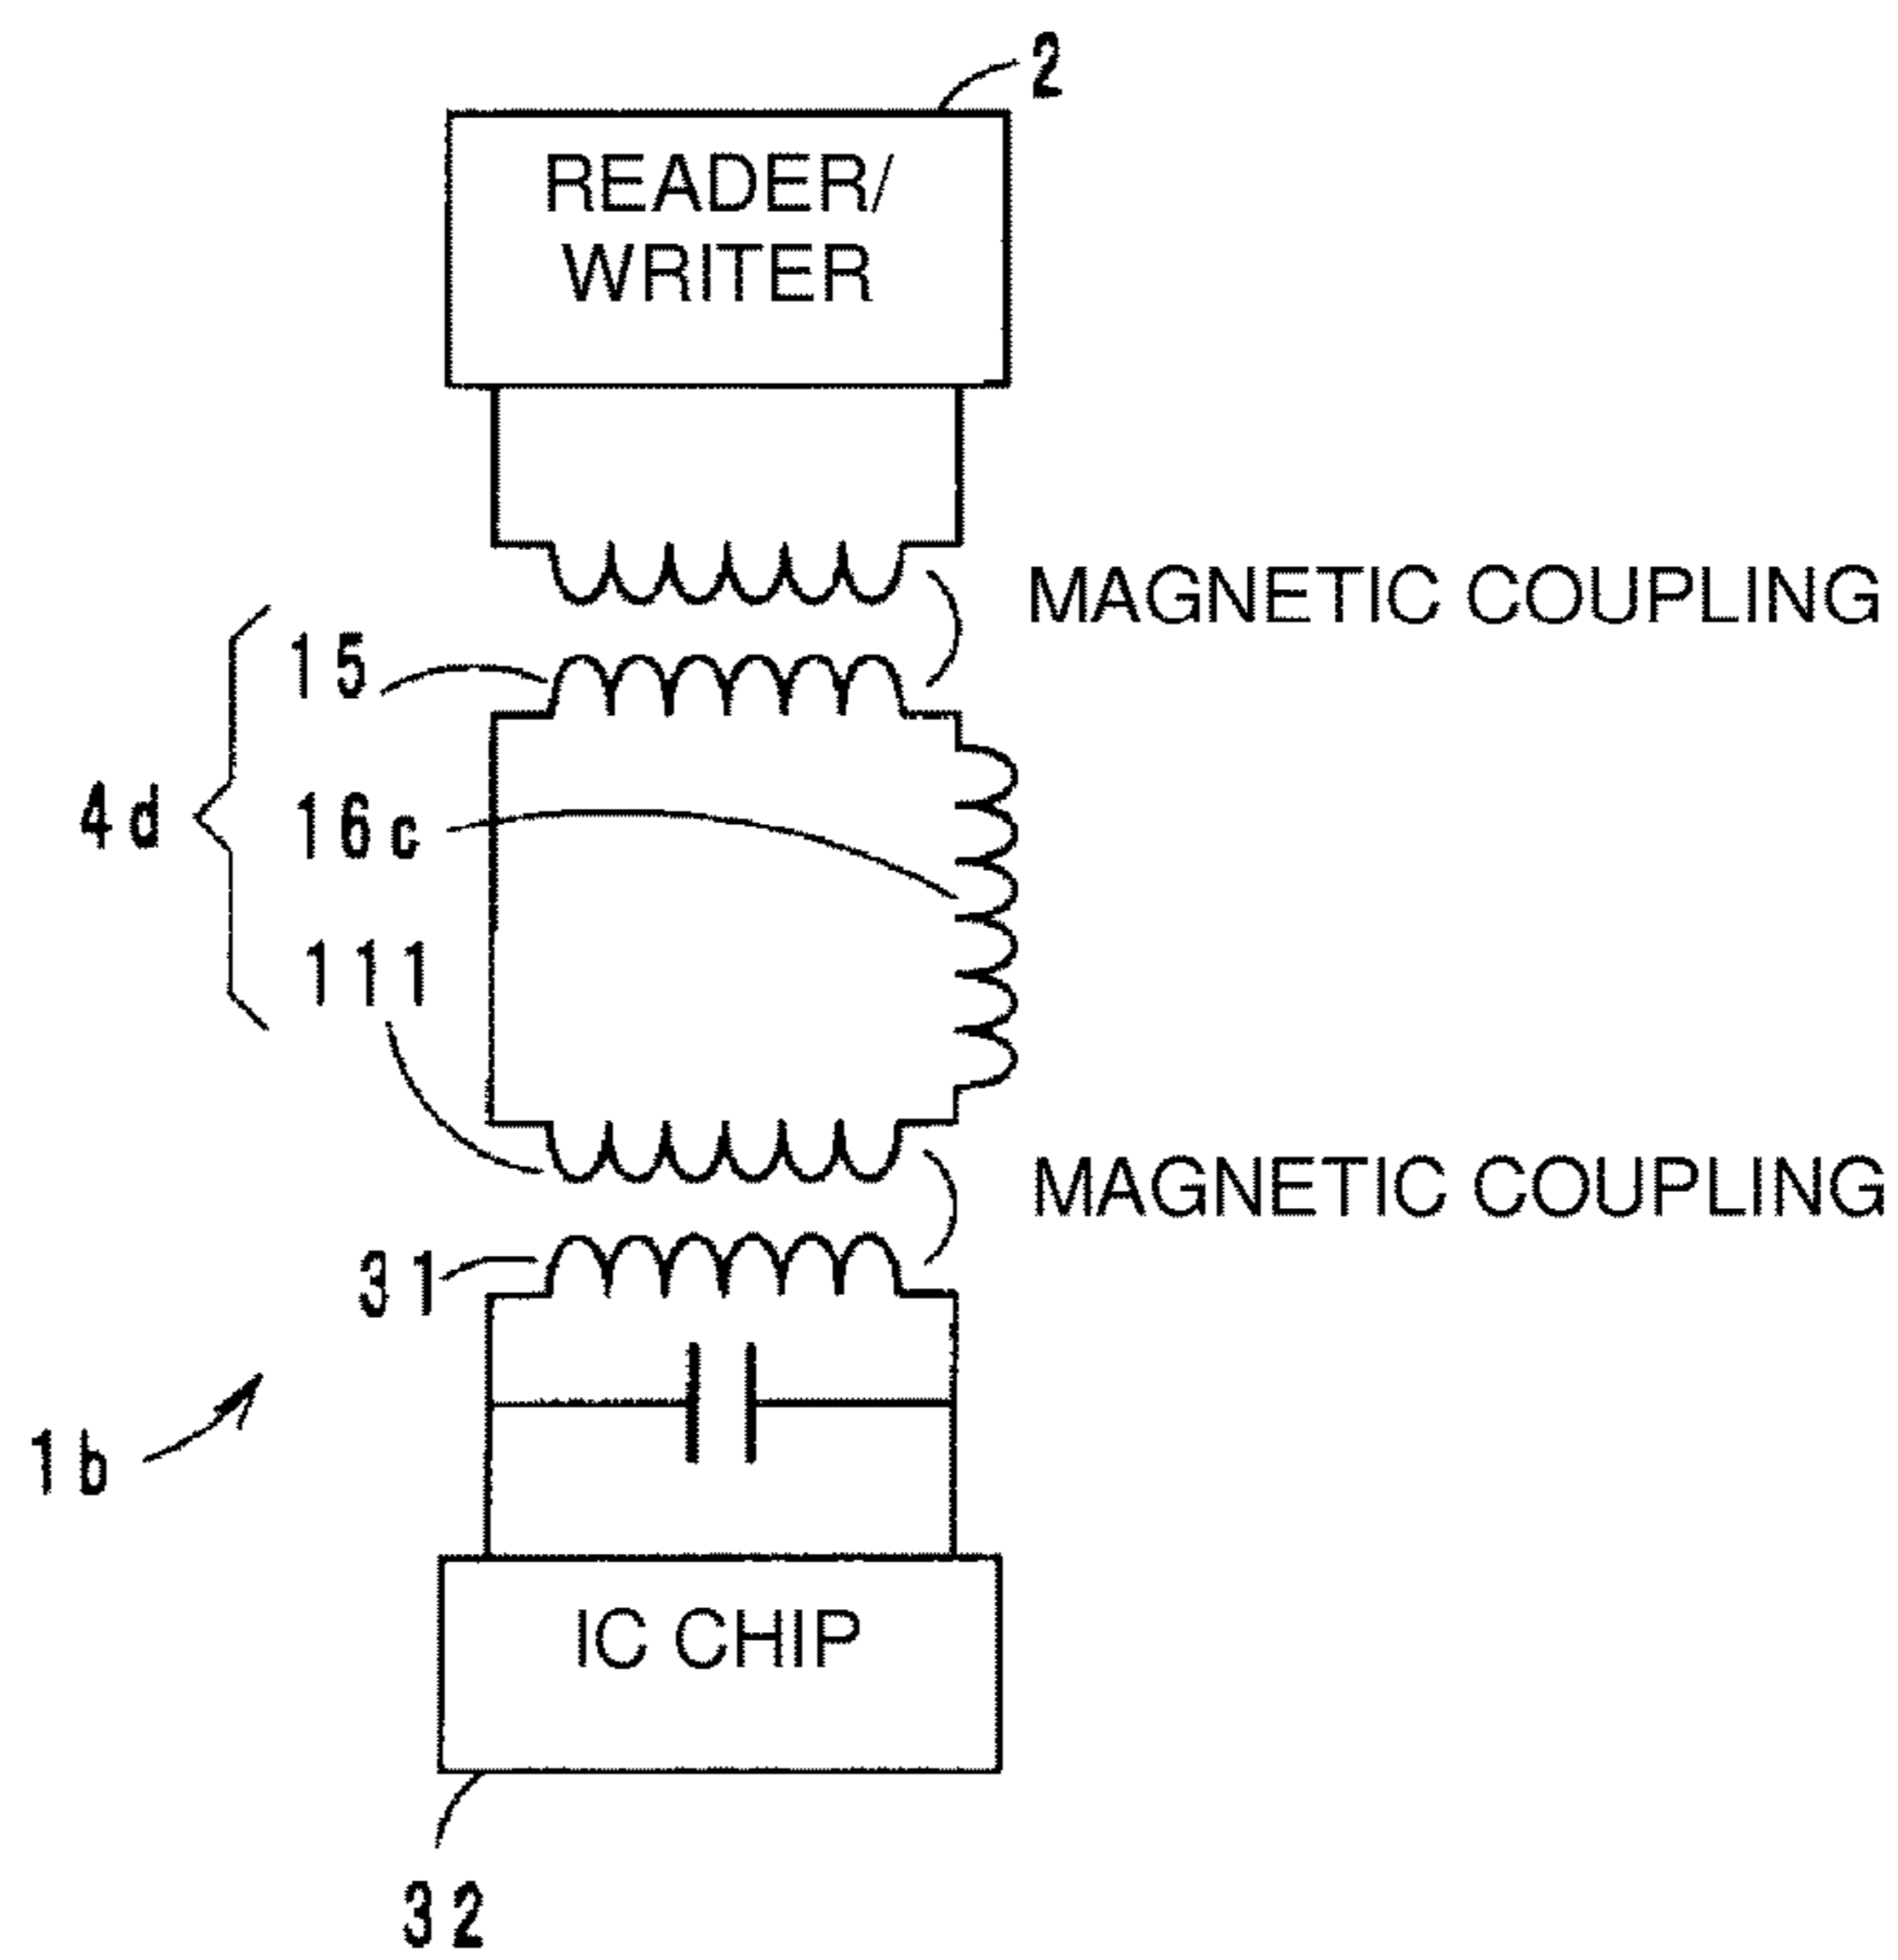 2
READER/
WRITER
MAGNETIC COUPLING
15
4d
16c
111
MAGNETIC COUPLING
31
1b
IC CHIP
32